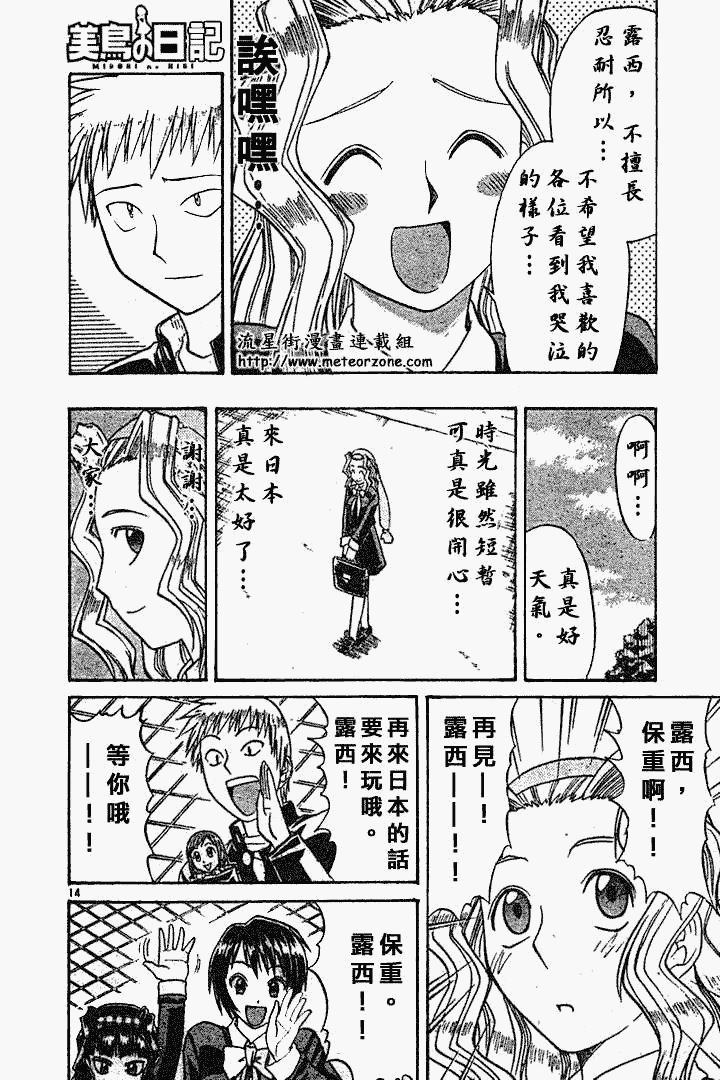 露西，不擅長
忍耐所以…
不希望我喜歡的
各位看到我哭泣
的樣子…
誒嘿嘿…
美鳥の日記
MIDORI no HIBI
流星街漫畫連載組
http://www.meteorzone.com
啊啊…
真是好
天氣。
時光雖然短暫
可真是很開心…
來日本
真是太好了…
謝謝…
大家…
露西，
保重啊！！
再見——！
露西——！！
再來日本的話
要來玩哦。
露西！
等你哦
——！！
14
保重。
露西！！